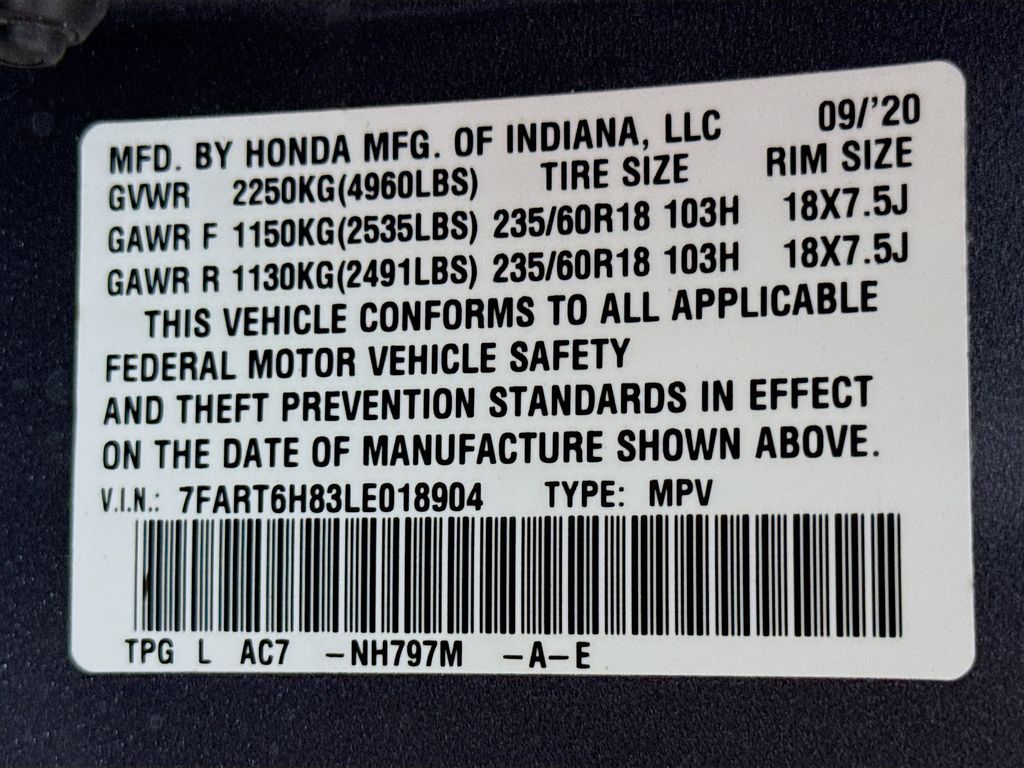 MFD. BY HONDA MFG. OF INDIANA, LLC 09/'20
GVWR 2250KG(4960LBS) TIRE SIZE RIM SIZE
GAWR F 1150KG(2535LBS) 235/60R18 103H 18X7.5J
GAWR R 1130KG(2491LBS) 235/60R18 103H 18X7.5J
THIS VEHICLE CONFORMS TO ALL APPLICABLE
FEDERAL MOTOR VEHICLE SAFETY
AND THEFT PREVENTION STANDARDS IN EFFECT
ON THE DATE OF MANUFACTURE SHOWN ABOVE.
V.I.N.: 7FART6H83LE018904 TYPE: MPV
TPG L AC7 -NH797M -A-E